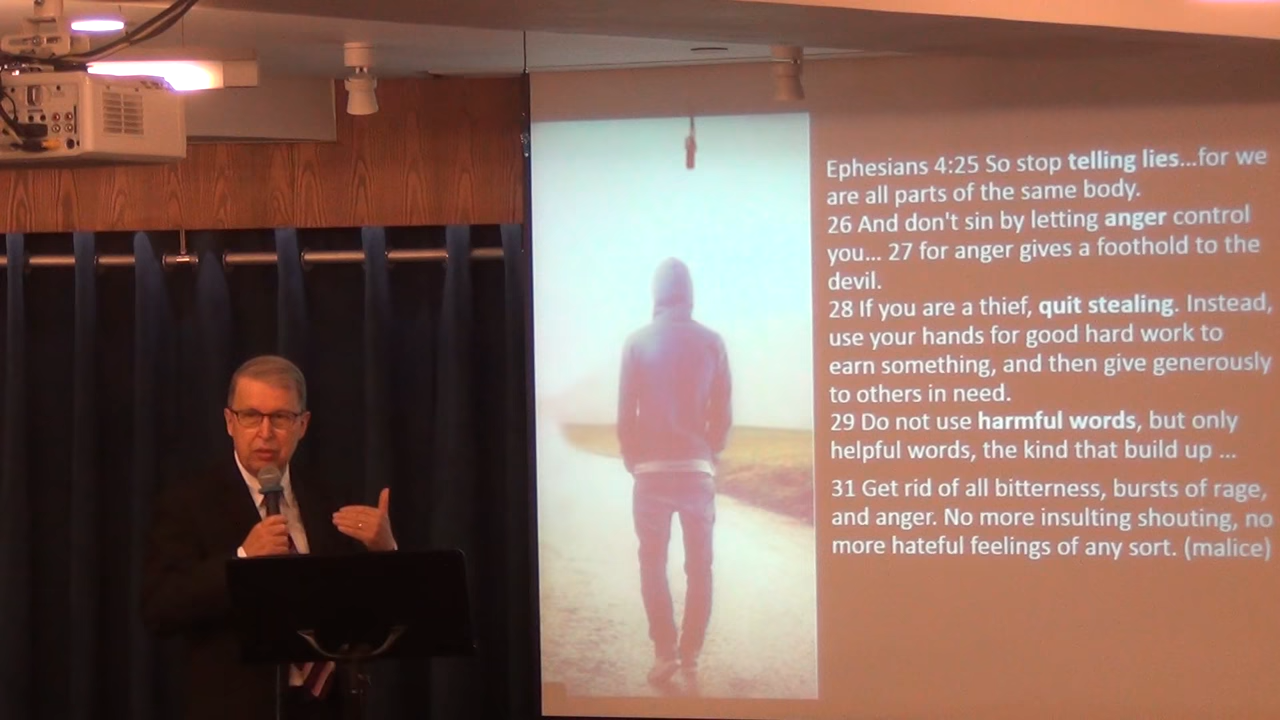 Ephesians 4:25 So stop telling lies...for we
are all parts of the same body.
26 And don't sin by letting anger control
you... 27 for anger gives a foothold to the
devil.
28 If you are a thief, quit stealing. Instead,
use your hands for good hard work to
earn something, and then give generously
to others in need.
29 Do not use harmful words, but only
helpful words, the kind that build up ...
31 Get rid of all bitterness, bursts of rage,
and anger. No more insulting shouting, no
more hateful feelings of any sort. (malice)